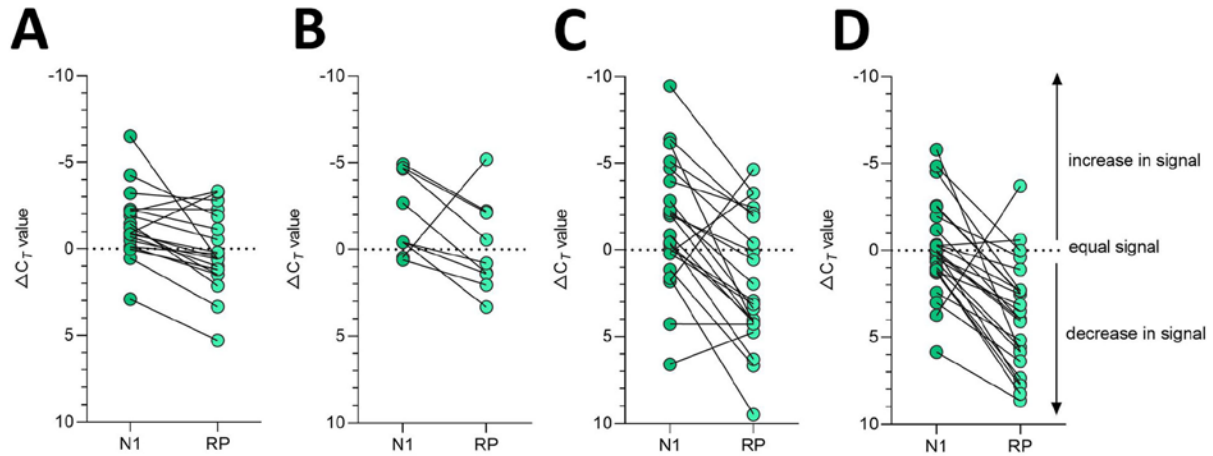 A
B
C
D
-10
-5
0
5
10
ΔC_T value
N1
RP
-10
-5
0
5
10
ΔC_T value
N1
RP
-10
-5
0
5
10
ΔC_T value
N1
RP
-10
-5
0
5
10
ΔC_T value
N1
RP
increase in signal
equal signal
decrease in signal